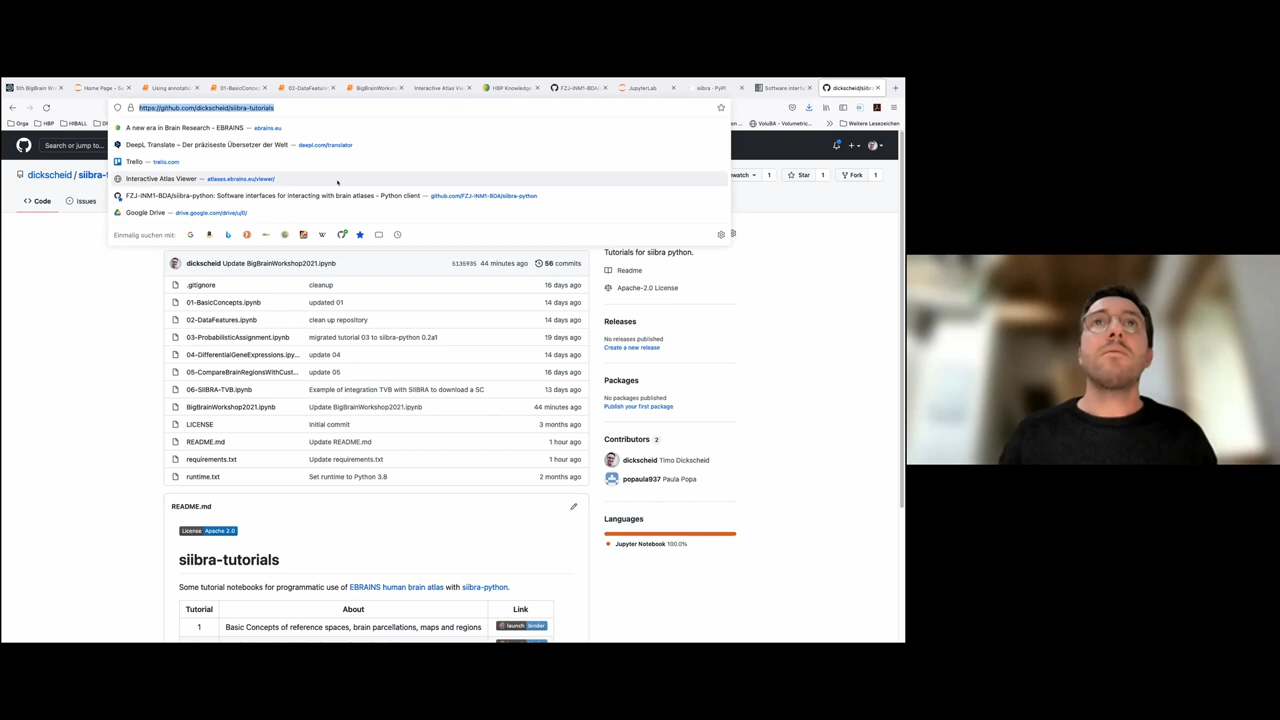 5th BigBrain W
Home Page - S
Using annotatio
01-BasicConcep
02-DataFeature
BigBrainWorksh
Interactive Atlas Vie
HBP Knowledge
FZJ-INM1-BDA/
JupyterLab
siibra · PyPI
Software interf
dickscheid/siibra
https://github.com/dickscheid/siibra-tutorials
Orga
HBP
HIBALL
VoluBA - Volumetric...
Weitere Lesezeichen
A new era in Brain Research - EBRAINS — ebrains.eu
DeepL Translate – Der präziseste Übersetzer der Welt — deepl.com/translator
Trello — trello.com
Interactive Atlas Viewer — atlases.ebrains.eu/viewer/
FZJ-INM1-BDA/siibra-python: Software interfaces for interacting with brain atlases - Python client — github.com/FZJ-INM1-BDA/siibra-python
Google Drive — drive.google.com/drive/u/0/
Einmalig suchen mit:
Search or jump to...
dickscheid / siibra-t
1
Star 1
Fork 1
Code
Issues
dickscheid Update BigBrainWorkshop2021.ipynb 5135935 44 minutes ago 56 commits
.gitignore cleanup 16 days ago
01-BasicConcepts.ipynb updated 01 14 days ago
02-DataFeatures.ipynb clean up repository 14 days ago
03-ProbabilisticAssignment.ipynb migrated tutorial 03 to siibra-python 0.2a1 19 days ago
04-DifferentialGeneExpressions.ipy... update 04 14 days ago
05-CompareBrainRegionsWithCust... update 05 16 days ago
06-SIIBRA-TVB.ipynb Example of integration TVB with SIIBRA to download a SC 13 days ago
BigBrainWorkshop2021.ipynb Update BigBrainWorkshop2021.ipynb 44 minutes ago
LICENSE Initial commit 3 months ago
README.md Update README.md 1 hour ago
requirements.txt Update requirements.txt 1 hour ago
runtime.txt Set runtime to Python 3.8 2 months ago
README.md
License Apache 2.0
siibra-tutorials
Some tutorial notebooks for programmatic use of EBRAINS human brain atlas with siibra-python.
Tutorial About Link
1 Basic Concepts of reference spaces, brain parcellations, maps and regions launch binder
Tutorials for siibra python.
Readme
Apache-2.0 License
Releases
No releases published
Create a new release
Packages
No packages published
Publish your first package
Contributors 2
dickscheid Timo Dickscheid
popaula937 Paula Popa
Languages
Jupyter Notebook 100.0%